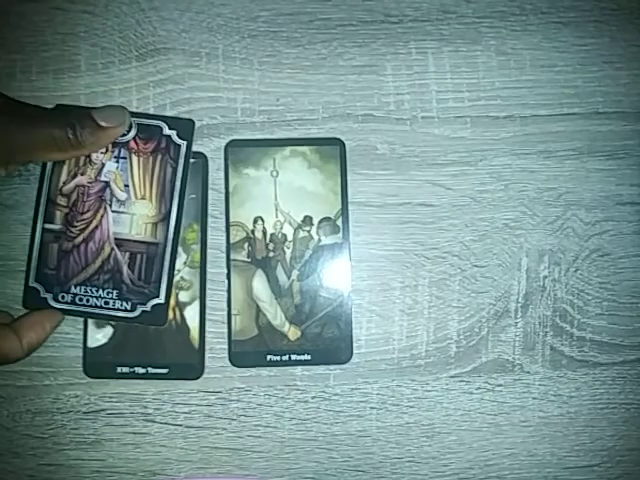 MESSAGE
OF CONCERN
XVI - The Tower
Five of Wands